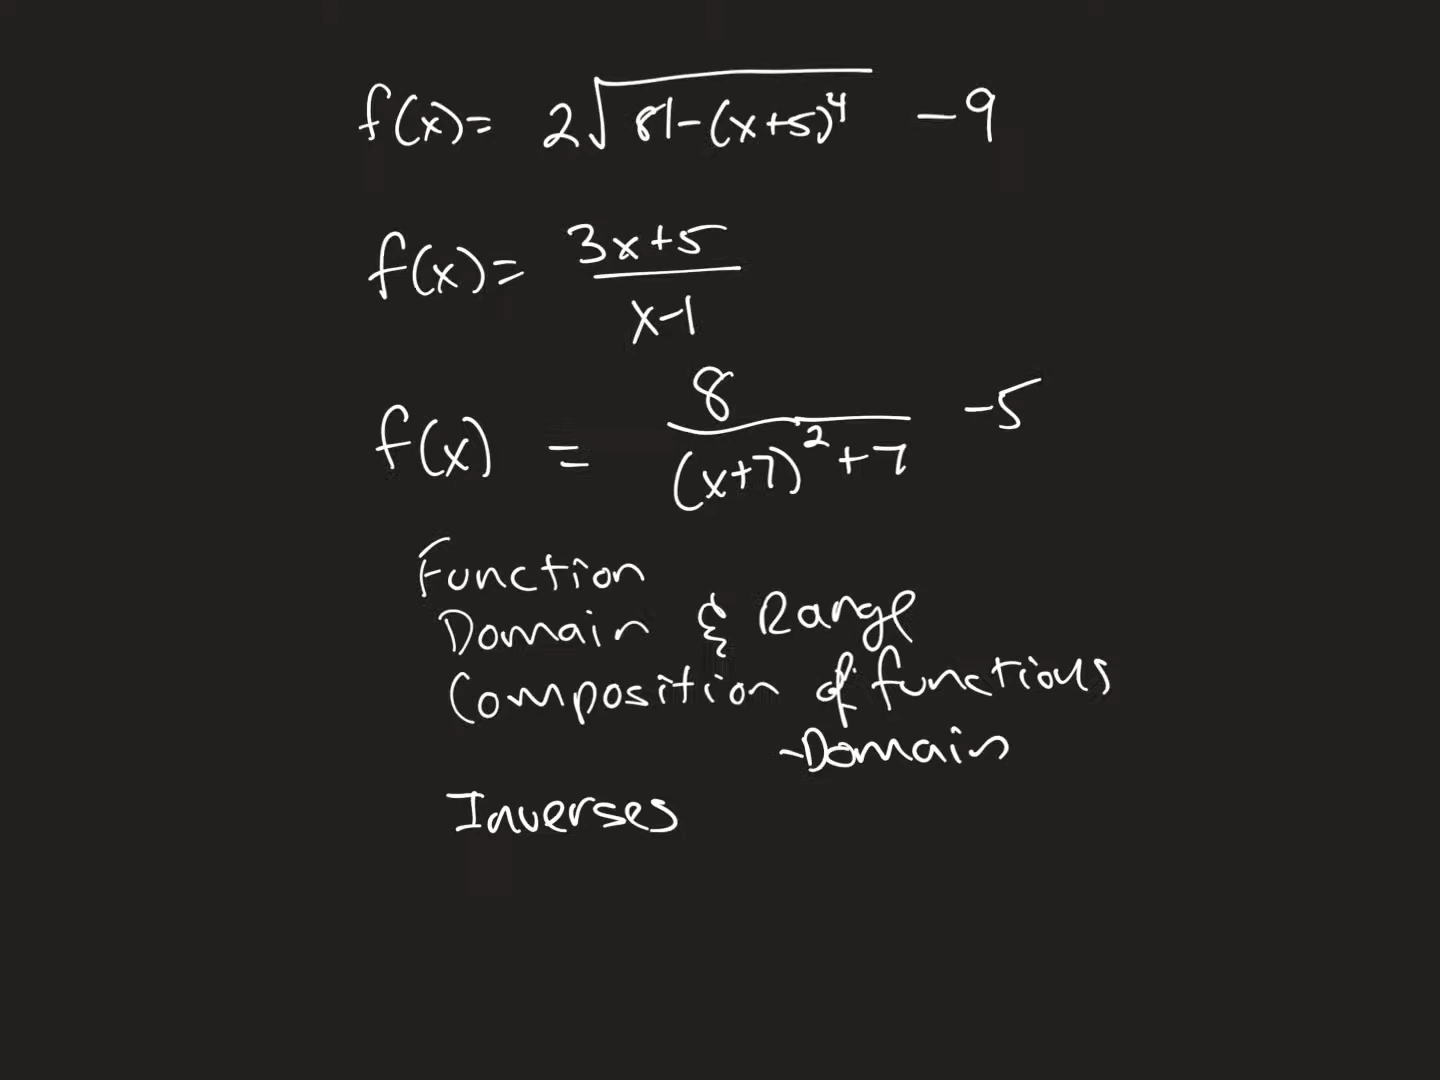 f(x)= 2√(81-(x+5)⁴) -9
f(x)= (3x+5)/(x-1)
f(x) = 8/((x+7)²+7) -5
Function
Domain & Range
Composition of functions
-Domain
Inverses